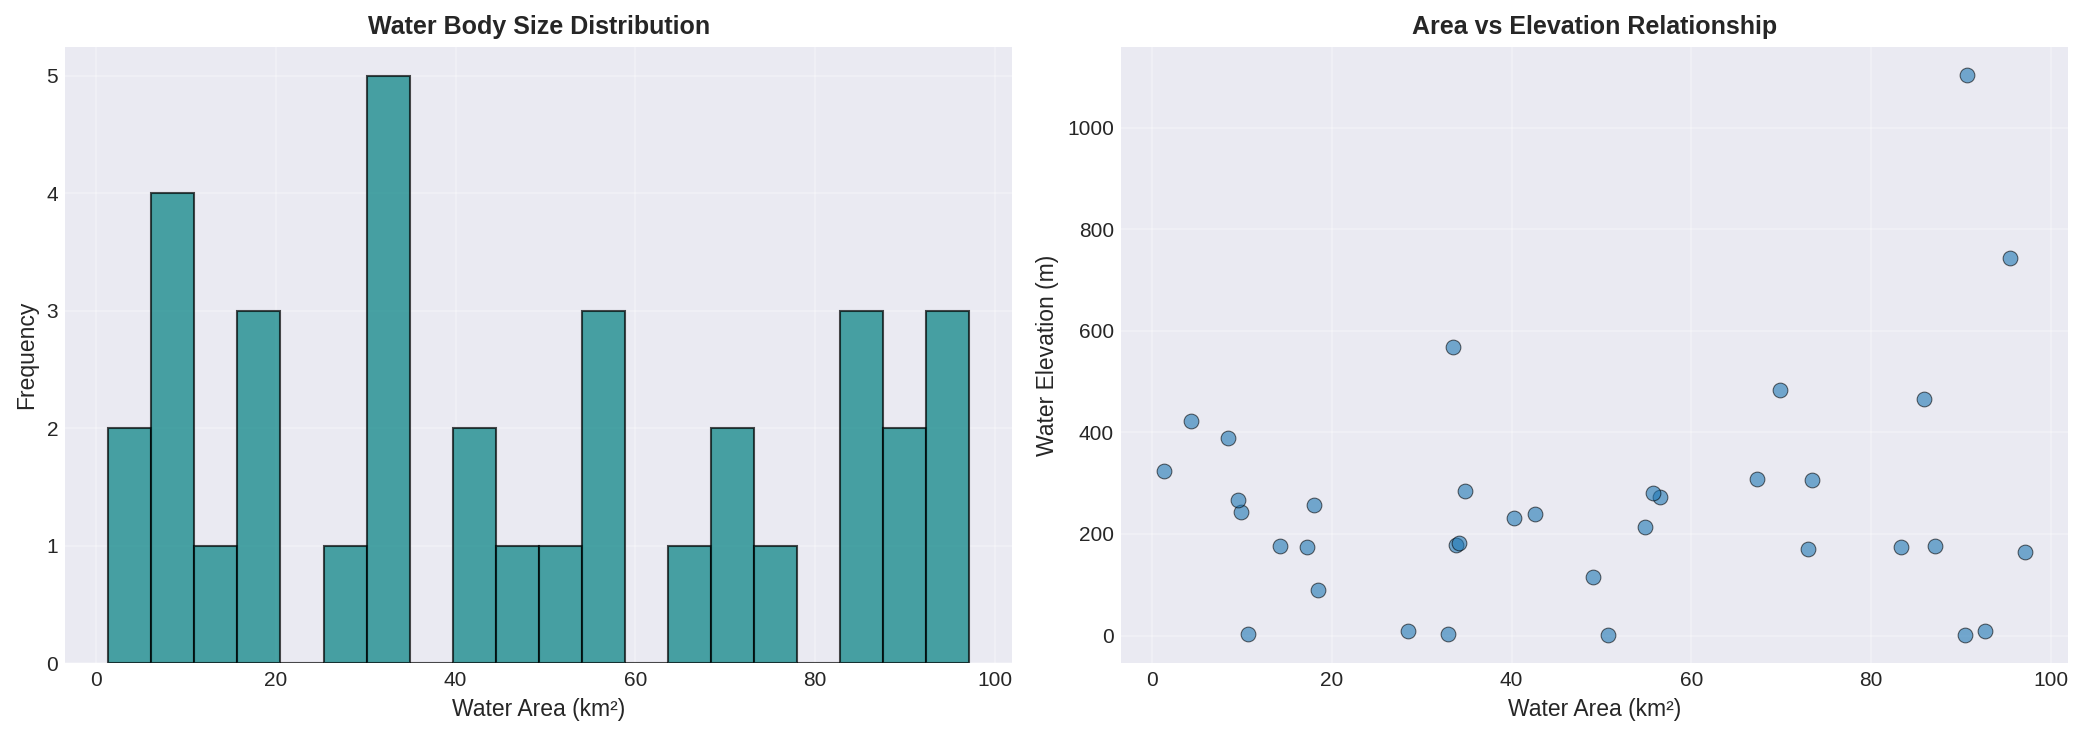 Water Body Size Distribution
5
4
3
2
1
0
Frequency
0 20 40 60 80 100
Water Area (km²)
Area vs Elevation Relationship
1000
800
600
400
200
0
Water Elevation (m)
0 20 40 60 80 100
Water Area (km²)